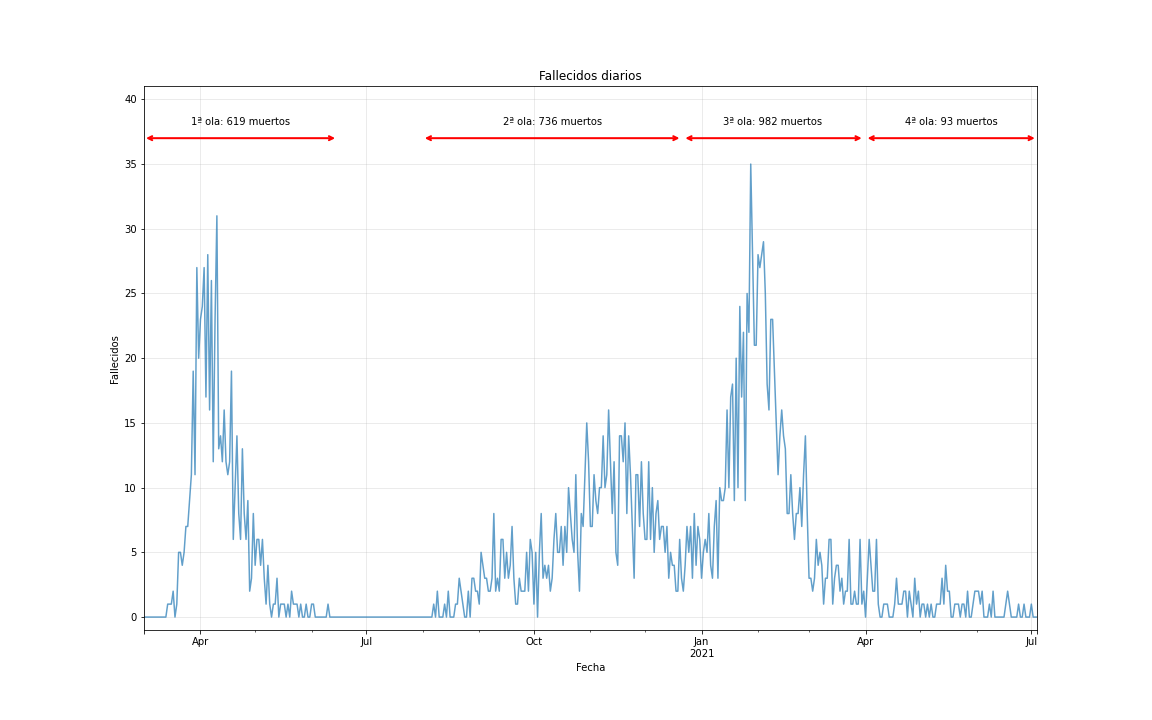 Fallecidos diarios
40
1ª ola: 619 muertos
2ª ola: 736 muertos
3ª ola: 982 muertos
4ª ola: 93 muertos
35
30
25
20
15
10
5
0
Fallecidos
Apr
Jul
Oct
Jan
2021
Apr
Jul
Fecha